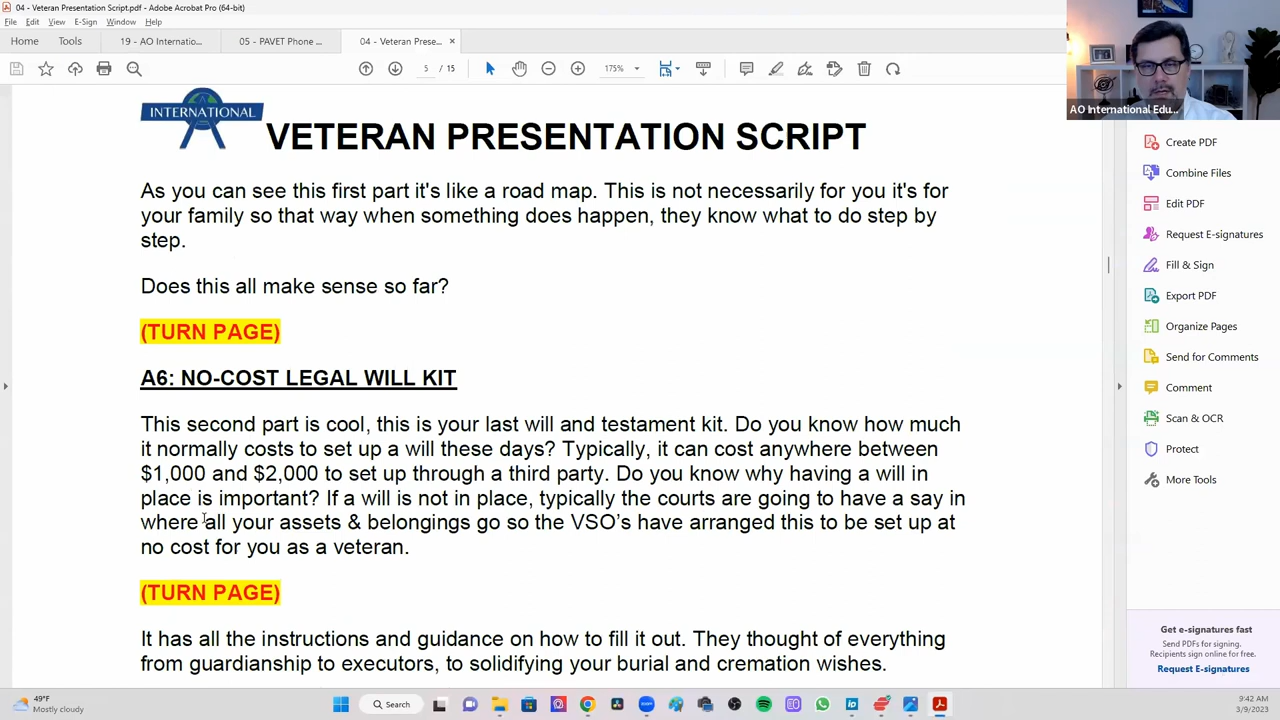 04 - Veteran Presentation Script.pdf - Adobe Acrobat Pro (64-bit)
File Edit View E-Sign Window Help
Home Tools 19 - AO Internatio... 05 - PAVET Phone ... 04 - Veteran Prese... ×
5 / 15 175%
AO International Edu...
INTERNATIONAL
VETERAN PRESENTATION SCRIPT
As you can see this first part it's like a road map. This is not necessarily for you it's for
your family so that way when something does happen, they know what to do step by
step.
Does this all make sense so far?
(TURN PAGE)
A6: NO-COST LEGAL WILL KIT
This second part is cool, this is your last will and testament kit. Do you know how much
it normally costs to set up a will these days? Typically, it can cost anywhere between
$1,000 and $2,000 to set up through a third party. Do you know why having a will in
place is important? If a will is not in place, typically the courts are going to have a say in
where all your assets & belongings go so the VSO's have arranged this to be set up at
no cost for you as a veteran.
(TURN PAGE)
It has all the instructions and guidance on how to fill it out. They thought of everything
from guardianship to executors, to solidifying your burial and cremation wishes.
Create PDF
Combine Files
Edit PDF
Request E-signatures
Fill & Sign
Export PDF
Organize Pages
Send for Comments
Comment
Scan & OCR
Protect
More Tools
Get e-signatures fast
Send PDFs for signing.
Recipients sign online for free.
Request E-signatures
49°F
Mostly cloudy
Search
9:42 AM
3/9/2023